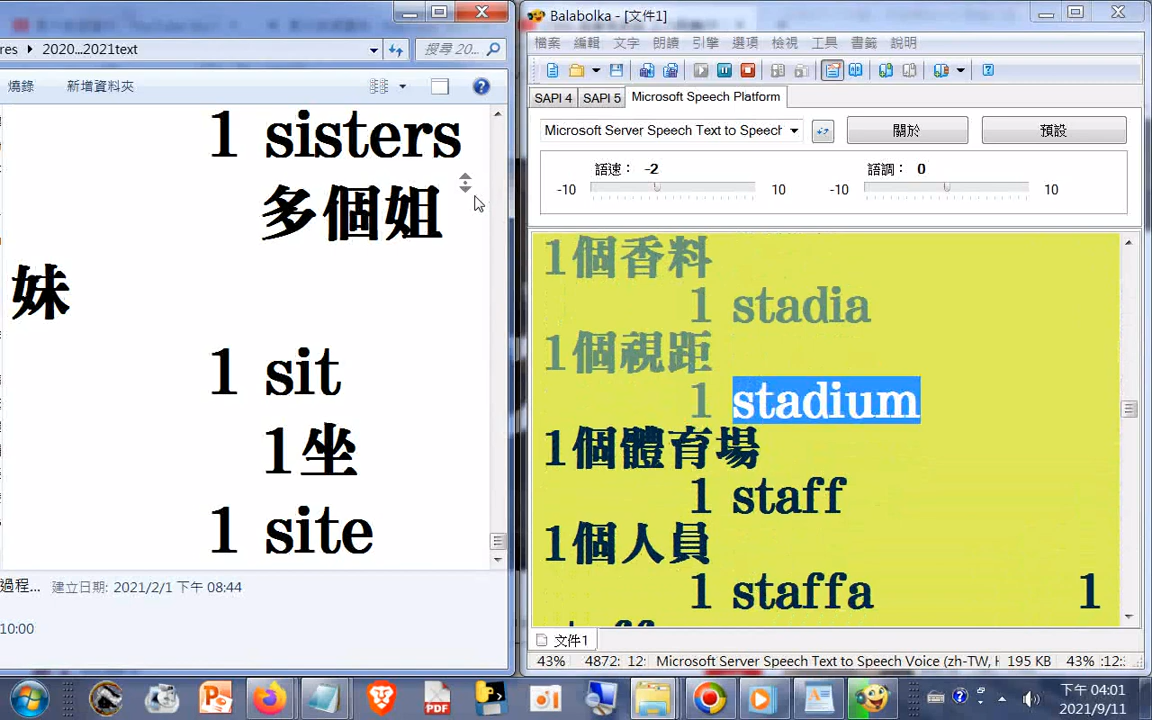 res ▸ 2020...2021text
搜尋 20...
燒錄
新增資料夾
1 sisters
多個姐
妹
1 sit
1坐
1 site
過程... 建立日期: 2021/2/1 下午 08:44
10:00
Balabolka - [文件1]
檔案 編輯 文字 朗讀 引擎 選項 檢視 工具 書籤 說明
SAPI 4 SAPI 5 Microsoft Speech Platform
Microsoft Server Speech Text to Speech
關於
預設
語速： -2
語調： 0
-10 10 -10 10
1個香料
1 stadia
1個視距
1 stadium
1個體育場
1 staff
1個人員
1 staffa 1
文件1
43% 4872: 12: Microsoft Server Speech Text to Speech Voice (zh-TW, H 195 KB 43% :12:
PDF
下午 04:01
2021/9/11